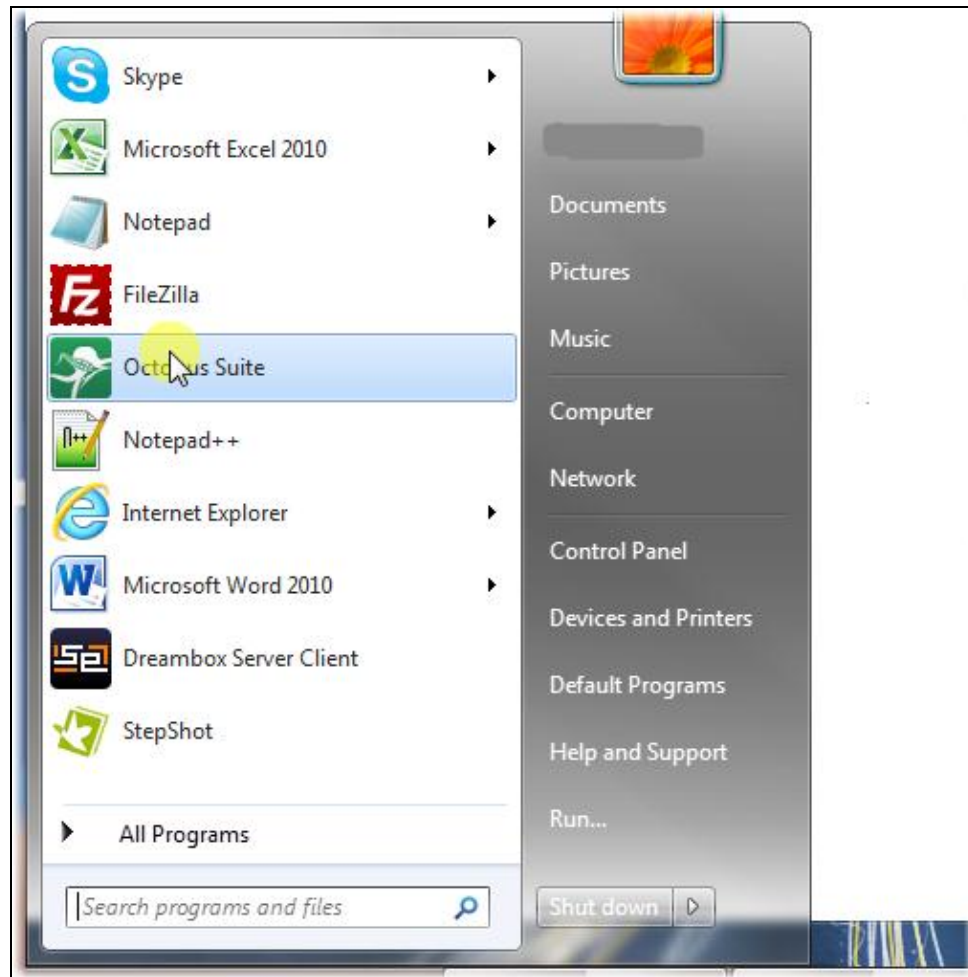 Skype
Microsoft Excel 2010
Notepad
FileZilla
Octopus Suite
Notepad++
Internet Explorer
Microsoft Word 2010
Dreambox Server Client
StepShot
All Programs
Search programs and files
Documents
Pictures
Music
Computer
Network
Control Panel
Devices and Printers
Default Programs
Help and Support
Run...
Shut down